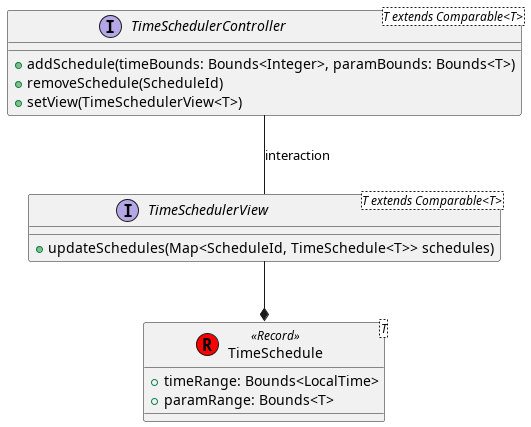 I TimeSchedulerController T extends Comparable<T>
addSchedule(timeBounds: Bounds<Integer>, paramBounds: Bounds<T>)
removeSchedule(ScheduleId)
setView(TimeSchedulerView<T>)
interaction
I TimeSchedulerView T extends Comparable<T>
updateSchedules(Map<ScheduleId, TimeSchedule<T>> schedules)
«Record» T
R TimeSchedule
timeRange: Bounds<LocalTime>
paramRange: Bounds<T>